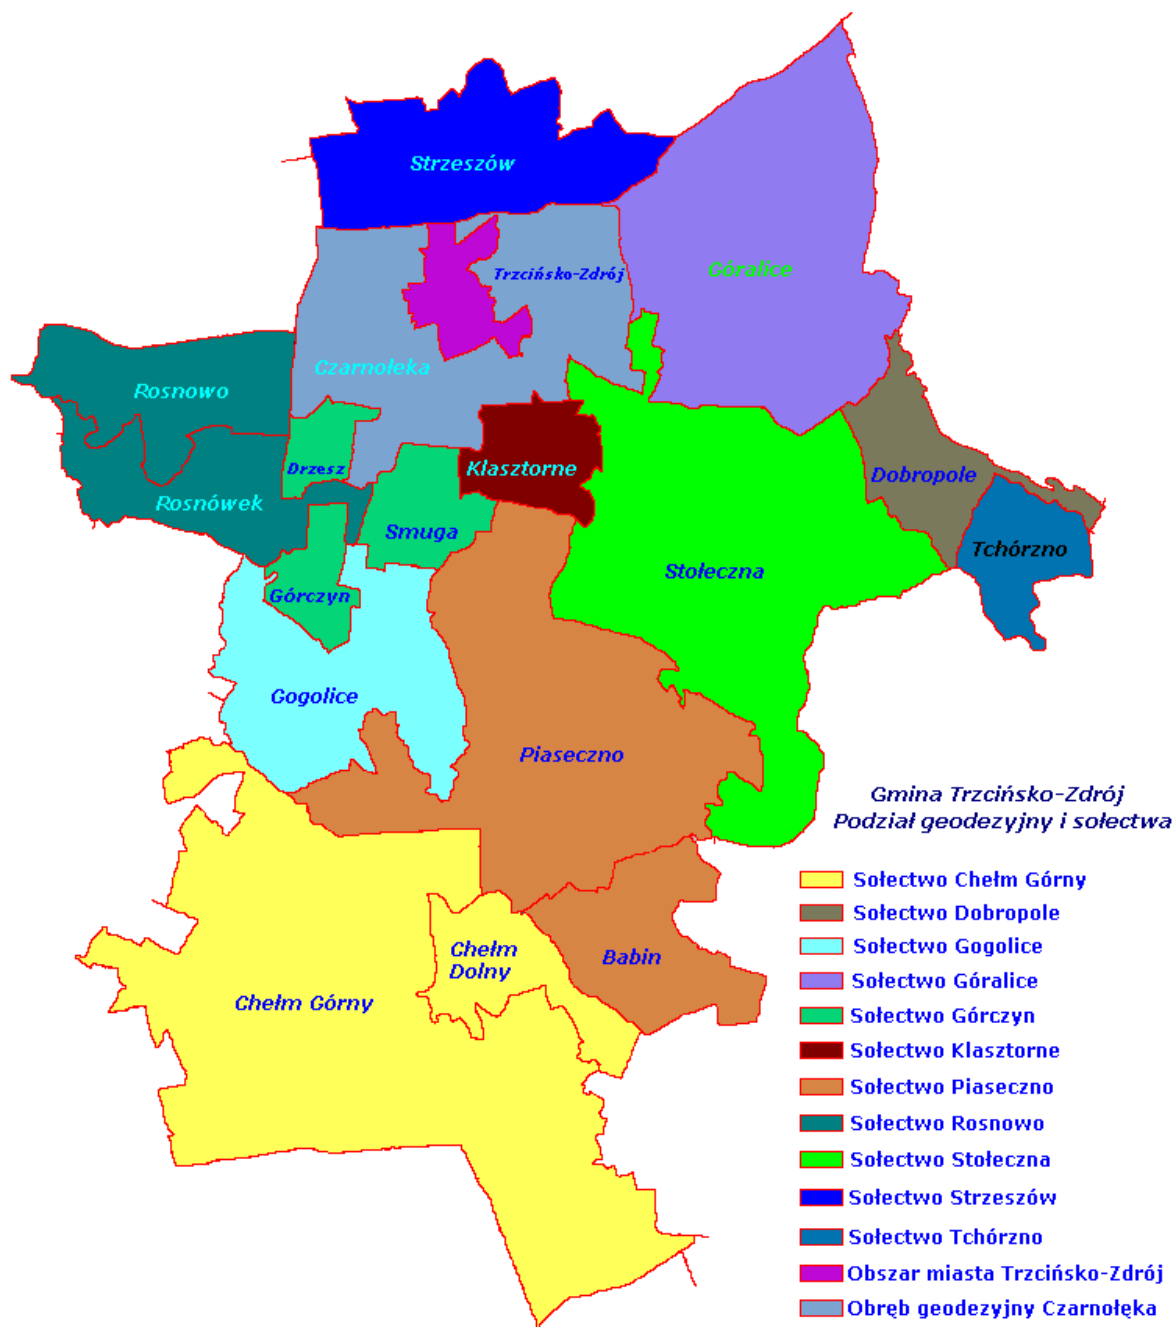 Strzeszów
Góralice
Trzcińsko-Zdrój
Czarnołeka
Rosnowo
Drzesz
Klasztorne
Dobropole
Rosnówek
Smuga
Tchórzno
Stołeczna
Górczyn
Gogolice
Piaseczno
Gmina Trzcińsko-Zdrój
Podział geodezyjny i sołectwa
Chełm
Dolny
Babin
Chełm Górny
Sołectwo Chełm Górny
Sołectwo Dobropole
Sołectwo Gogolice
Sołectwo Góralice
Sołectwo Górczyn
Sołectwo Klasztorne
Sołectwo Piaseczno
Sołectwo Rosnowo
Sołectwo Stołeczna
Sołectwo Strzeszów
Sołectwo Tchórzno
Obszar miasta Trzcińsko-Zdrój
Obręb geodezyjny Czarnołęka